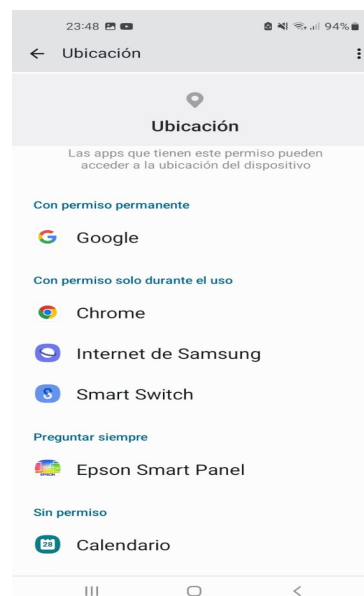 23:48
94%
Ubicación
Ubicación
Las apps que tienen este permiso pueden
acceder a la ubicación del dispositivo
Con permiso permanente
Google
Con permiso solo durante el uso
Chrome
Internet de Samsung
Smart Switch
Preguntar siempre
EPSON
Epson Smart Panel
Sin permiso
28
Calendario